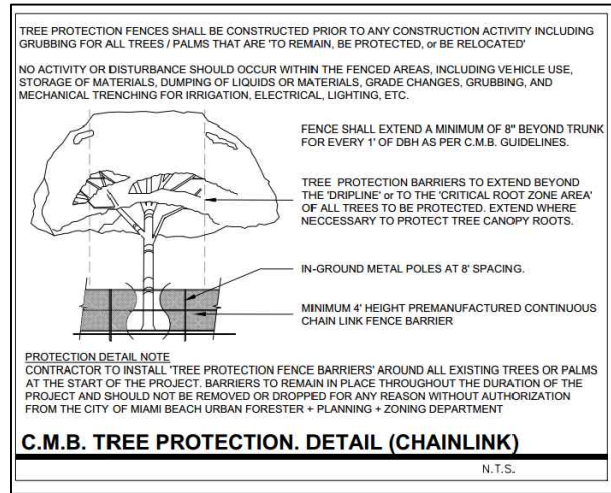 TREE PROTECTION FENCES SHALL BE CONSTRUCTED PRIOR TO ANY CONSTRUCTION ACTIVITY INCLUDING
GRUBBING FOR ALL TREES / PALMS THAT ARE 'TO REMAIN, BE PROTECTED, or BE RELOCATED'
NO ACTIVITY OR DISTURBANCE SHOULD OCCUR WITHIN THE FENCED AREAS, INCLUDING VEHICLE USE,
STORAGE OF MATERIALS, DUMPING OF LIQUIDS OR MATERIALS, GRADE CHANGES, GRUBBING, AND
MECHANICAL TRENCHING FOR IRRIGATION, ELECTRICAL, LIGHTING, ETC.
FENCE SHALL EXTEND A MINIMUM OF 8" BEYOND TRUNK
FOR EVERY 1' OF DBH AS PER C.M.B. GUIDELINES.
TREE PROTECTION BARRIERS TO EXTEND BEYOND
THE 'DRIPLINE' or TO THE 'CRITICAL ROOT ZONE AREA'
OF ALL TREES TO BE PROTECTED. EXTEND WHERE
NECCESSARY TO PROTECT TREE CANOPY ROOTS.
IN-GROUND METAL POLES AT 8' SPACING.
MINIMUM 4' HEIGHT PREMANUFACTURED CONTINUOUS
CHAIN LINK FENCE BARRIER
PROTECTION DETAIL NOTE
CONTRACTOR TO INSTALL 'TREE PROTECTION FENCE BARRIERS' AROUND ALL EXISTING TREES OR PALMS
AT THE START OF THE PROJECT. BARRIERS TO REMAIN IN PLACE THROUGHOUT THE DURATION OF THE
PROJECT AND SHOULD NOT BE REMOVED OR DROPPED FOR ANY REASON WITHOUT AUTHORIZATION
FROM THE CITY OF MIAMI BEACH URBAN FORESTER + PLANNING + ZONING DEPARTMENT
C.M.B. TREE PROTECTION. DETAIL (CHAINLINK)
N.T.S.